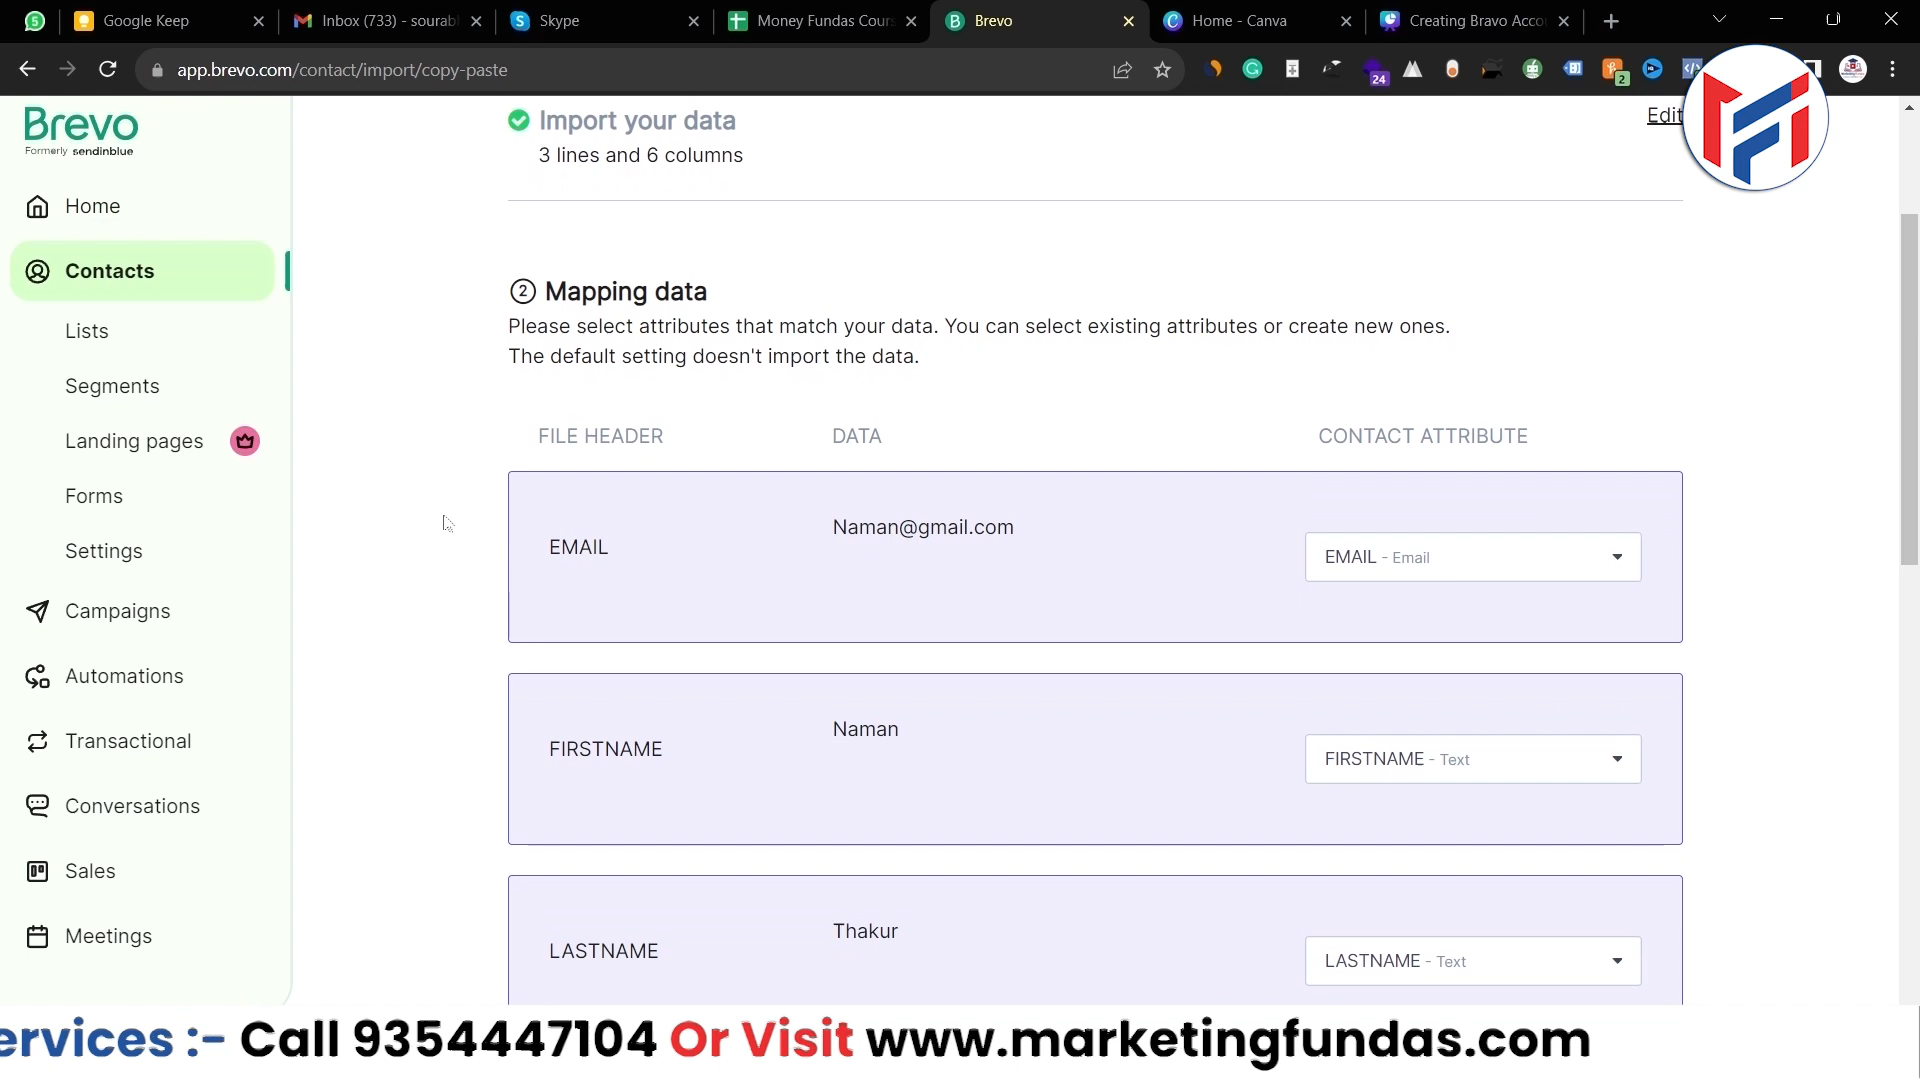 Google Keep
Inbox (733) - sourabl
Skype
Money Fundas Cours
Brevo
Home - Canva
Creating Bravo Acco
app.brevo.com/contact/import/copy-paste
24
2
Brevo
Formerly sendinblue
Home
Contacts
Lists
Segments
Landing pages
Forms
Settings
Campaigns
Automations
Transactional
Conversations
Sales
Meetings
Import your data
Edit
3 lines and 6 columns
2 Mapping data
Please select attributes that match your data. You can select existing attributes or create new ones.
The default setting doesn't import the data.
FILE HEADER DATA CONTACT ATTRIBUTE
EMAIL Naman@gmail.com EMAIL - Email
FIRSTNAME Naman FIRSTNAME - Text
LASTNAME Thakur LASTNAME - Text
ervices :- Call 9354447104 Or Visit www.marketingfundas.com